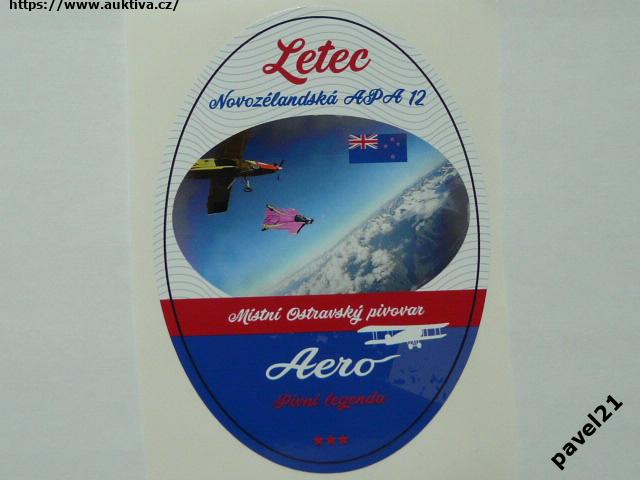 https://www.auktiva.cz/
Letec
Novozélandská APA 12
Místní Ostravský pivovar
Aero
Pivní legenda
pavel21